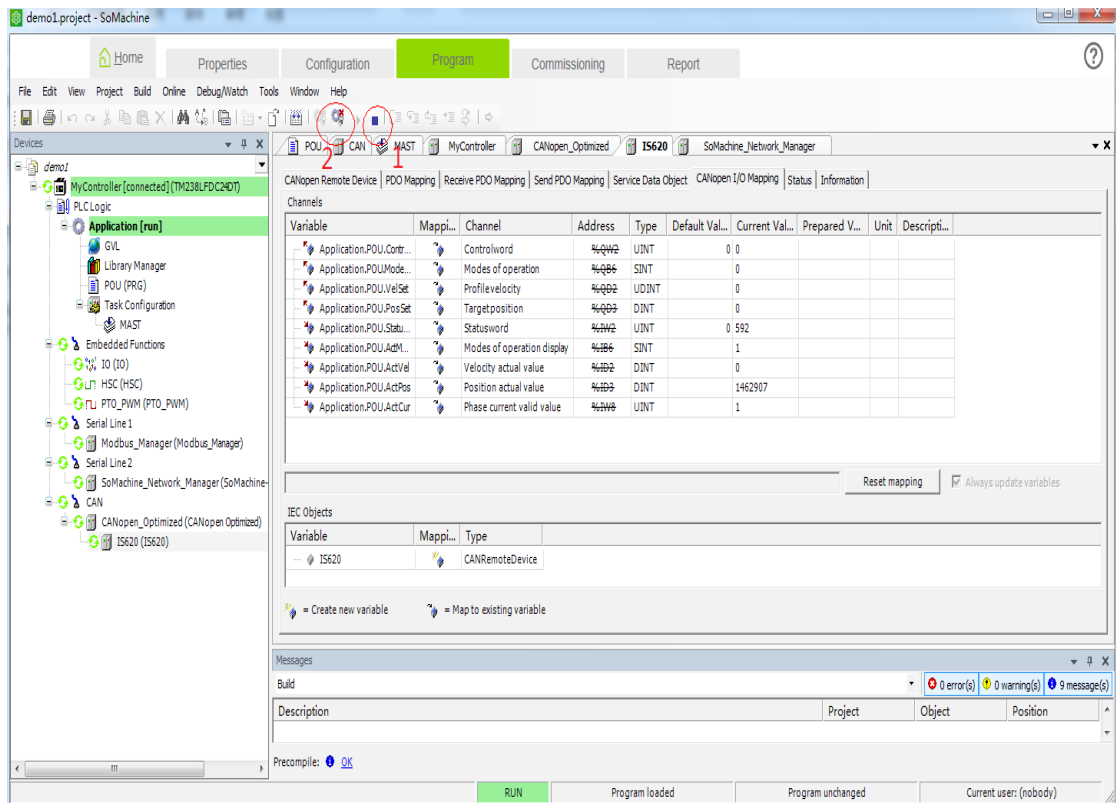 demo1.project - SoMachine
Home Properties Configuration Program Commissioning Report
File Edit View Project Build Online Debug/Watch Tools Window Help
Devices
demo1
MyController [connected] (TM238LFDC24DT)
PLC Logic
Application [run]
GVL
Library Manager
POU (PRG)
Task Configuration
MAST
Embedded Functions
IO (IO)
HSC (HSC)
PTO_PWM (PTO_PWM)
Serial Line 1
Modbus_Manager (Modbus_Manager)
Serial Line 2
SoMachine_Network_Manager (SoMachine-
CAN
CANopen_Optimized (CANopen Optimized)
IS620 (IS620)
2 1
POU CAN MAST MyController CANopen_Optimized IS620 SoMachine_Network_Manager
CANopen Remote Device PDO Mapping Receive PDO Mapping Send PDO Mapping Service Data Object CANopen I/O Mapping Status Information
Channels
Variable Mappi... Channel Address Type Default Val... Current Val... Prepared V... Unit Descripti...
Application.POU.Contr... Controlword %QW2 UINT 0 0
Application.POU.Mode... Modes of operation %QB6 SINT 0
Application.POU.VelSet Profilevelocity %QD2 UDINT 0
Application.POU.PosSet Targetposition %QD3 DINT 0
Application.POU.Statu... Statusword %IW2 UINT 0 592
Application.POU.ActM... Modes of operation display %IB6 SINT 1
Application.POU.ActVel Velocity actual value %ID2 DINT 0
Application.POU.ActPos Position actual value %ID3 DINT 1462907
Application.POU.ActCur Phase current valid value %IW8 UINT 1
Reset mapping Always update variables
IEC Objects
Variable Mappi... Type
IS620 CANRemoteDevice
= Create new variable = Map to existing variable
Messages
Build 0 error(s) 0 warning(s) 9 message(s)
Description Project Object Position
Precompile: OK
RUN Program loaded Program unchanged Current user: (nobody)